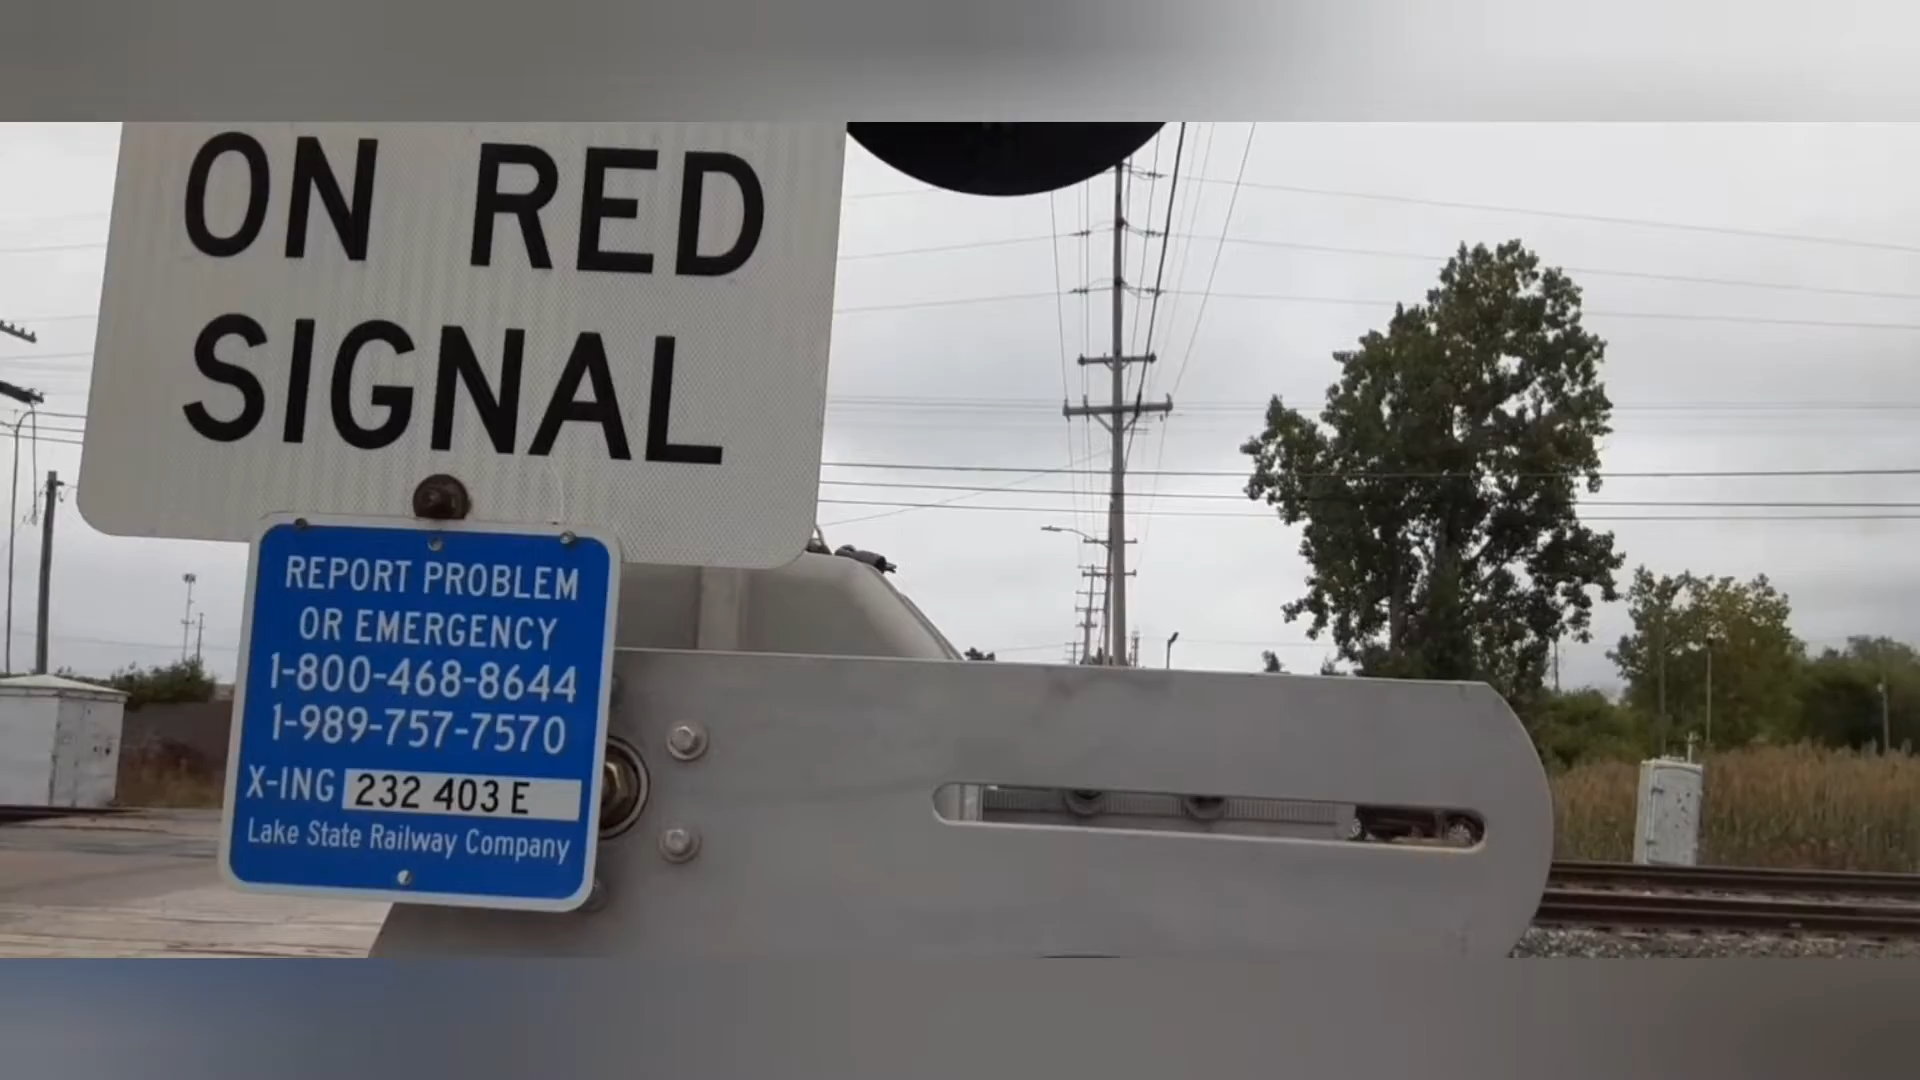 ON RED
SIGNAL
REPORT PROBLEM
OR EMERGENCY
1-800-468-8644
1-989-757-7570
X-ING 232 403 E
Lake State Railway Company